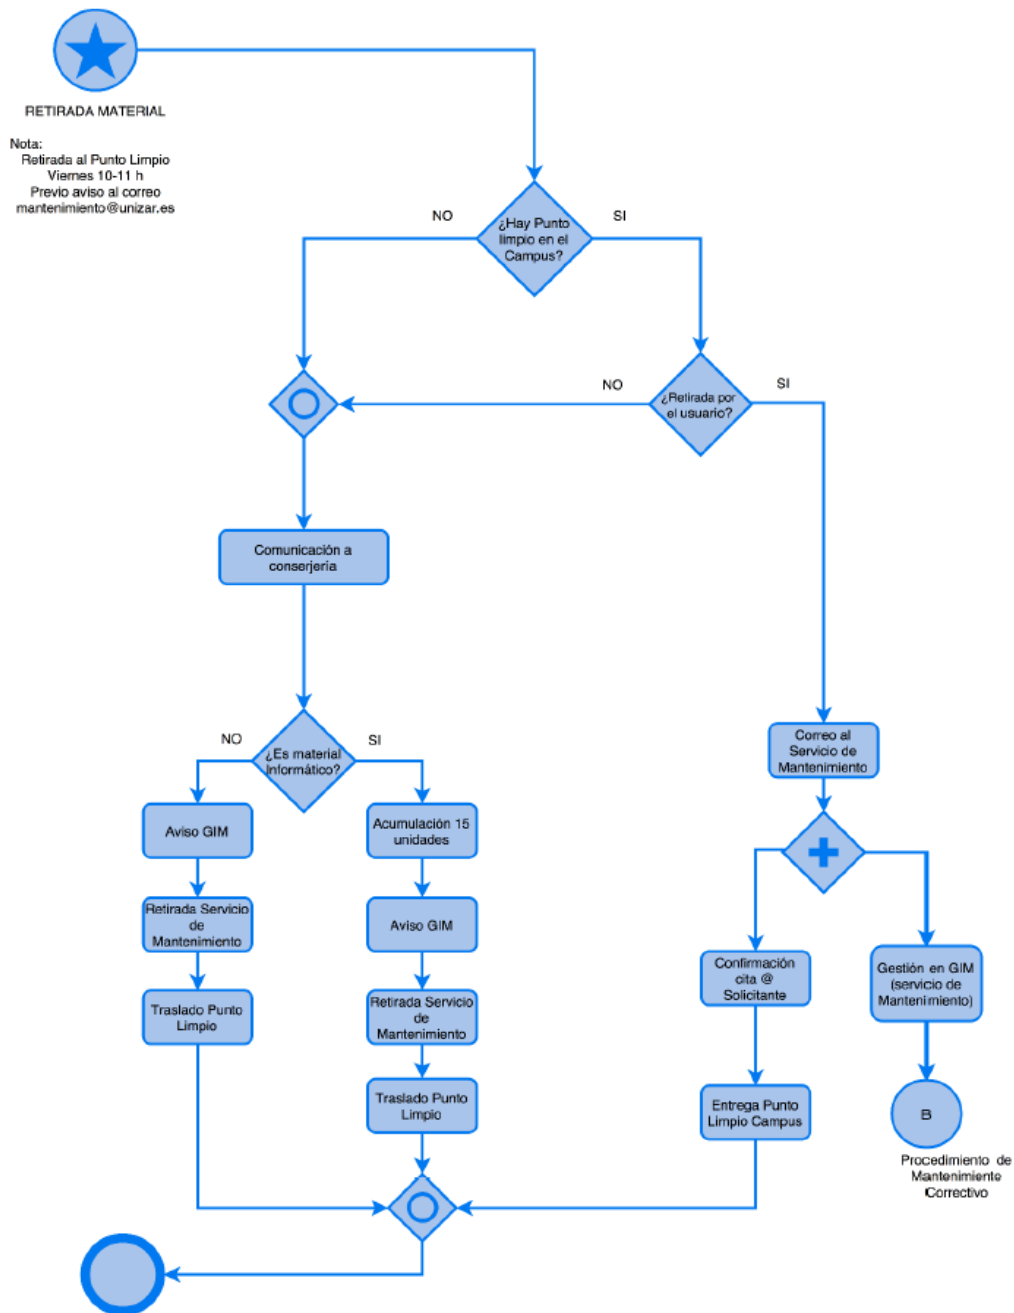 RETIRADA MATERIAL
Nota:
Retirada al Punto Limpio
Viernes 10-11 h
Previo aviso al correo
mantenimiento@unizar.es
NO
SI
¿Hay Punto
limpio en el
Campus?
NO
SI
¿Retirada por
el usuario?
Comunicación a
conserjería
NO
SI
¿Es material
Informático?
Correo al
Servicio de
Mantenimiento
Aviso GIM
Acumulación 15
unidades
Retirada Servicio
de
Mantenimiento
Aviso GIM
Confirmación
cita @
Solicitante
Gestión en GIM
(servicio de
Mantenimiento)
Traslado Punto
Limpio
Retirada Servicio
de
Mantenimiento
Traslado Punto
Limpio
Entrega Punto
Limpio Campus
B
Procedimiento de
Mantenimiente
Correctivo